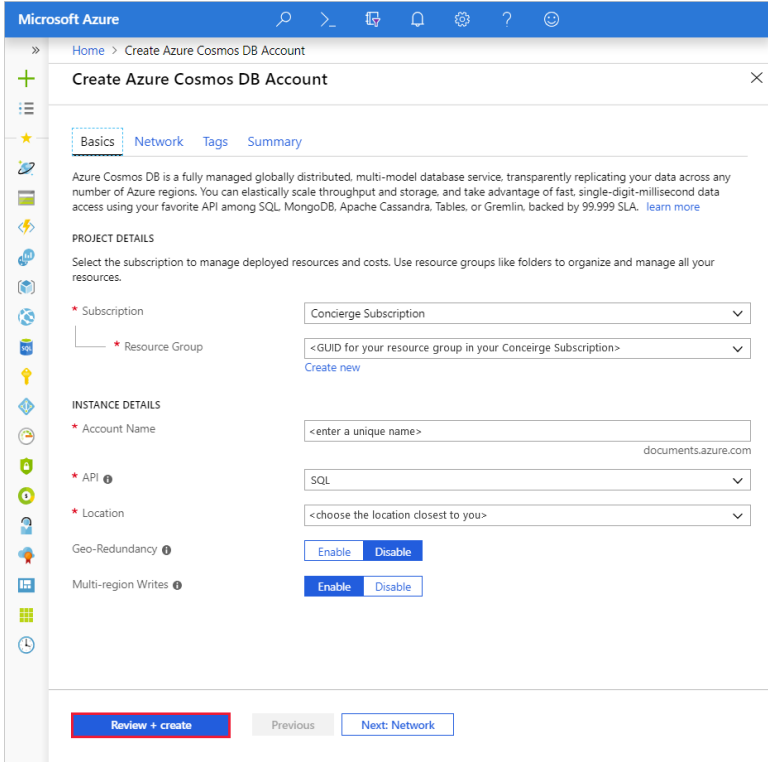 Microsoft Azure
Home > Create Azure Cosmos DB Account
Create Azure Cosmos DB Account
Basics Network Tags Summary
Azure Cosmos DB is a fully managed globally distributed, multi-model database service, transparently replicating your data across any
number of Azure regions. You can elastically scale throughput and storage, and take advantage of fast, single-digit-millisecond data
access using your favorite API among SQL, MongoDB, Apache Cassandra, Tables, or Gremlin, backed by 99.999 SLA. learn more
PROJECT DETAILS
Select the subscription to manage deployed resources and costs. Use resource groups like folders to organize and manage all your
resources.
* Subscription
Concierge Subscription
* Resource Group
<GUID for your resource group in your Conceirge Subscription>
Create new
INSTANCE DETAILS
* Account Name
<enter a unique name>
documents.azure.com
* API
SQL
* Location
<choose the location closest to you>
Geo-Redundancy
Enable Disable
Multi-region Writes
Enable Disable
Review + create Previous Next: Network